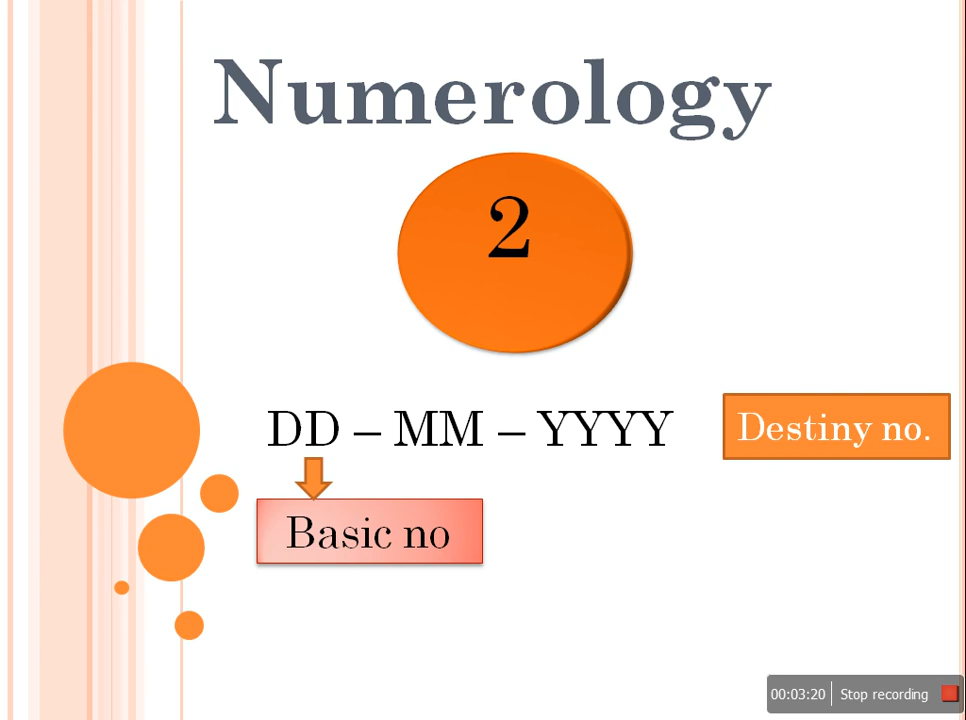 Numerology
2
DD – MM – YYYY
Destiny no.
Basic no
00:03:20 Stop recording